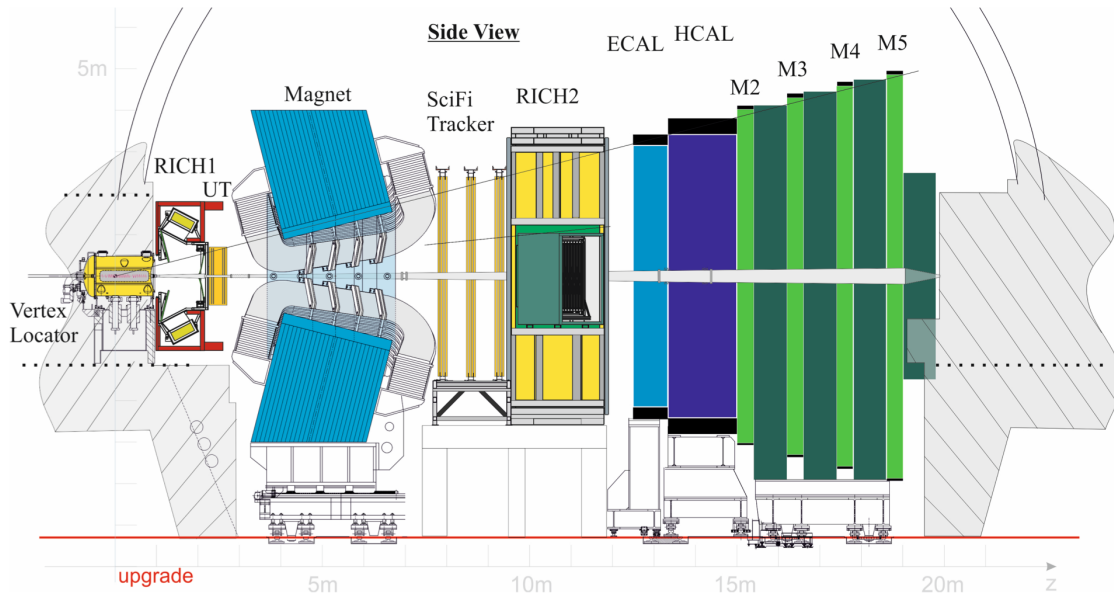 Side View
5m
ECAL
HCAL
M2
M3
M4
M5
Magnet
SciFi
Tracker
RICH2
RICH1
UT
Vertex
Locator
upgrade
5m
10m
15m
20m
z